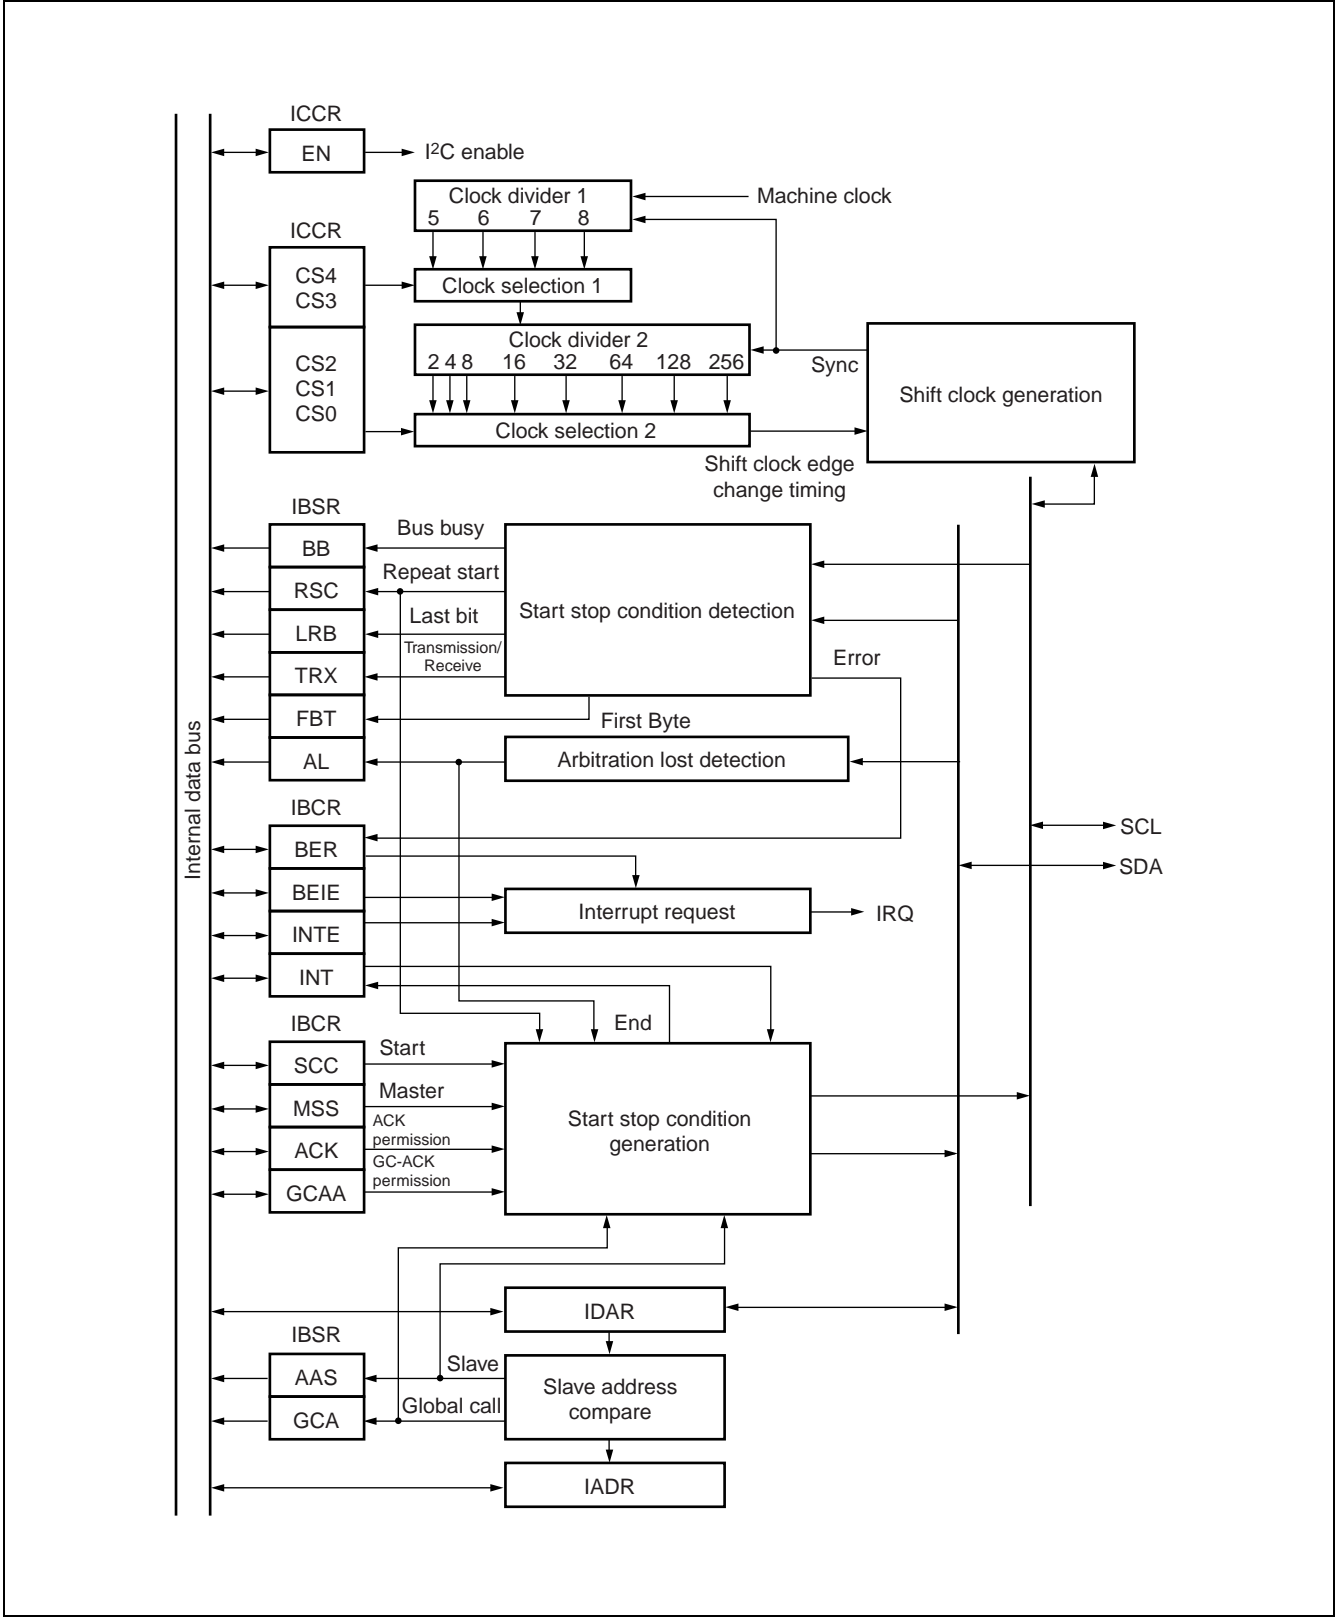 ICCR
EN
I²C enable
Clock divider 1
5 6 7 8
Machine clock
ICCR
CS4
CS3
Clock selection 1
Clock divider 2
2 4 8 16 32 64 128 256
Sync
Shift clock generation
CS2
CS1
CS0
Clock selection 2
Shift clock edge
change timing
IBSR
BB
Bus busy
RSC
Repeat start
Start stop condition detection
LRB
Last bit
TRX
Transmission/
Receive
Error
FBT
First Byte
AL
Arbitration lost detection
Internal data bus
IBCR
SCL
BER
SDA
BEIE
Interrupt request
IRQ
INTE
INT
End
IBCR
SCC
Start
MSS
Master
Start stop condition
generation
ACK
ACK
permission
GCAA
GC-ACK
permission
IDAR
IBSR
AAS
Slave
Slave address
compare
GCA
Global call
IADR